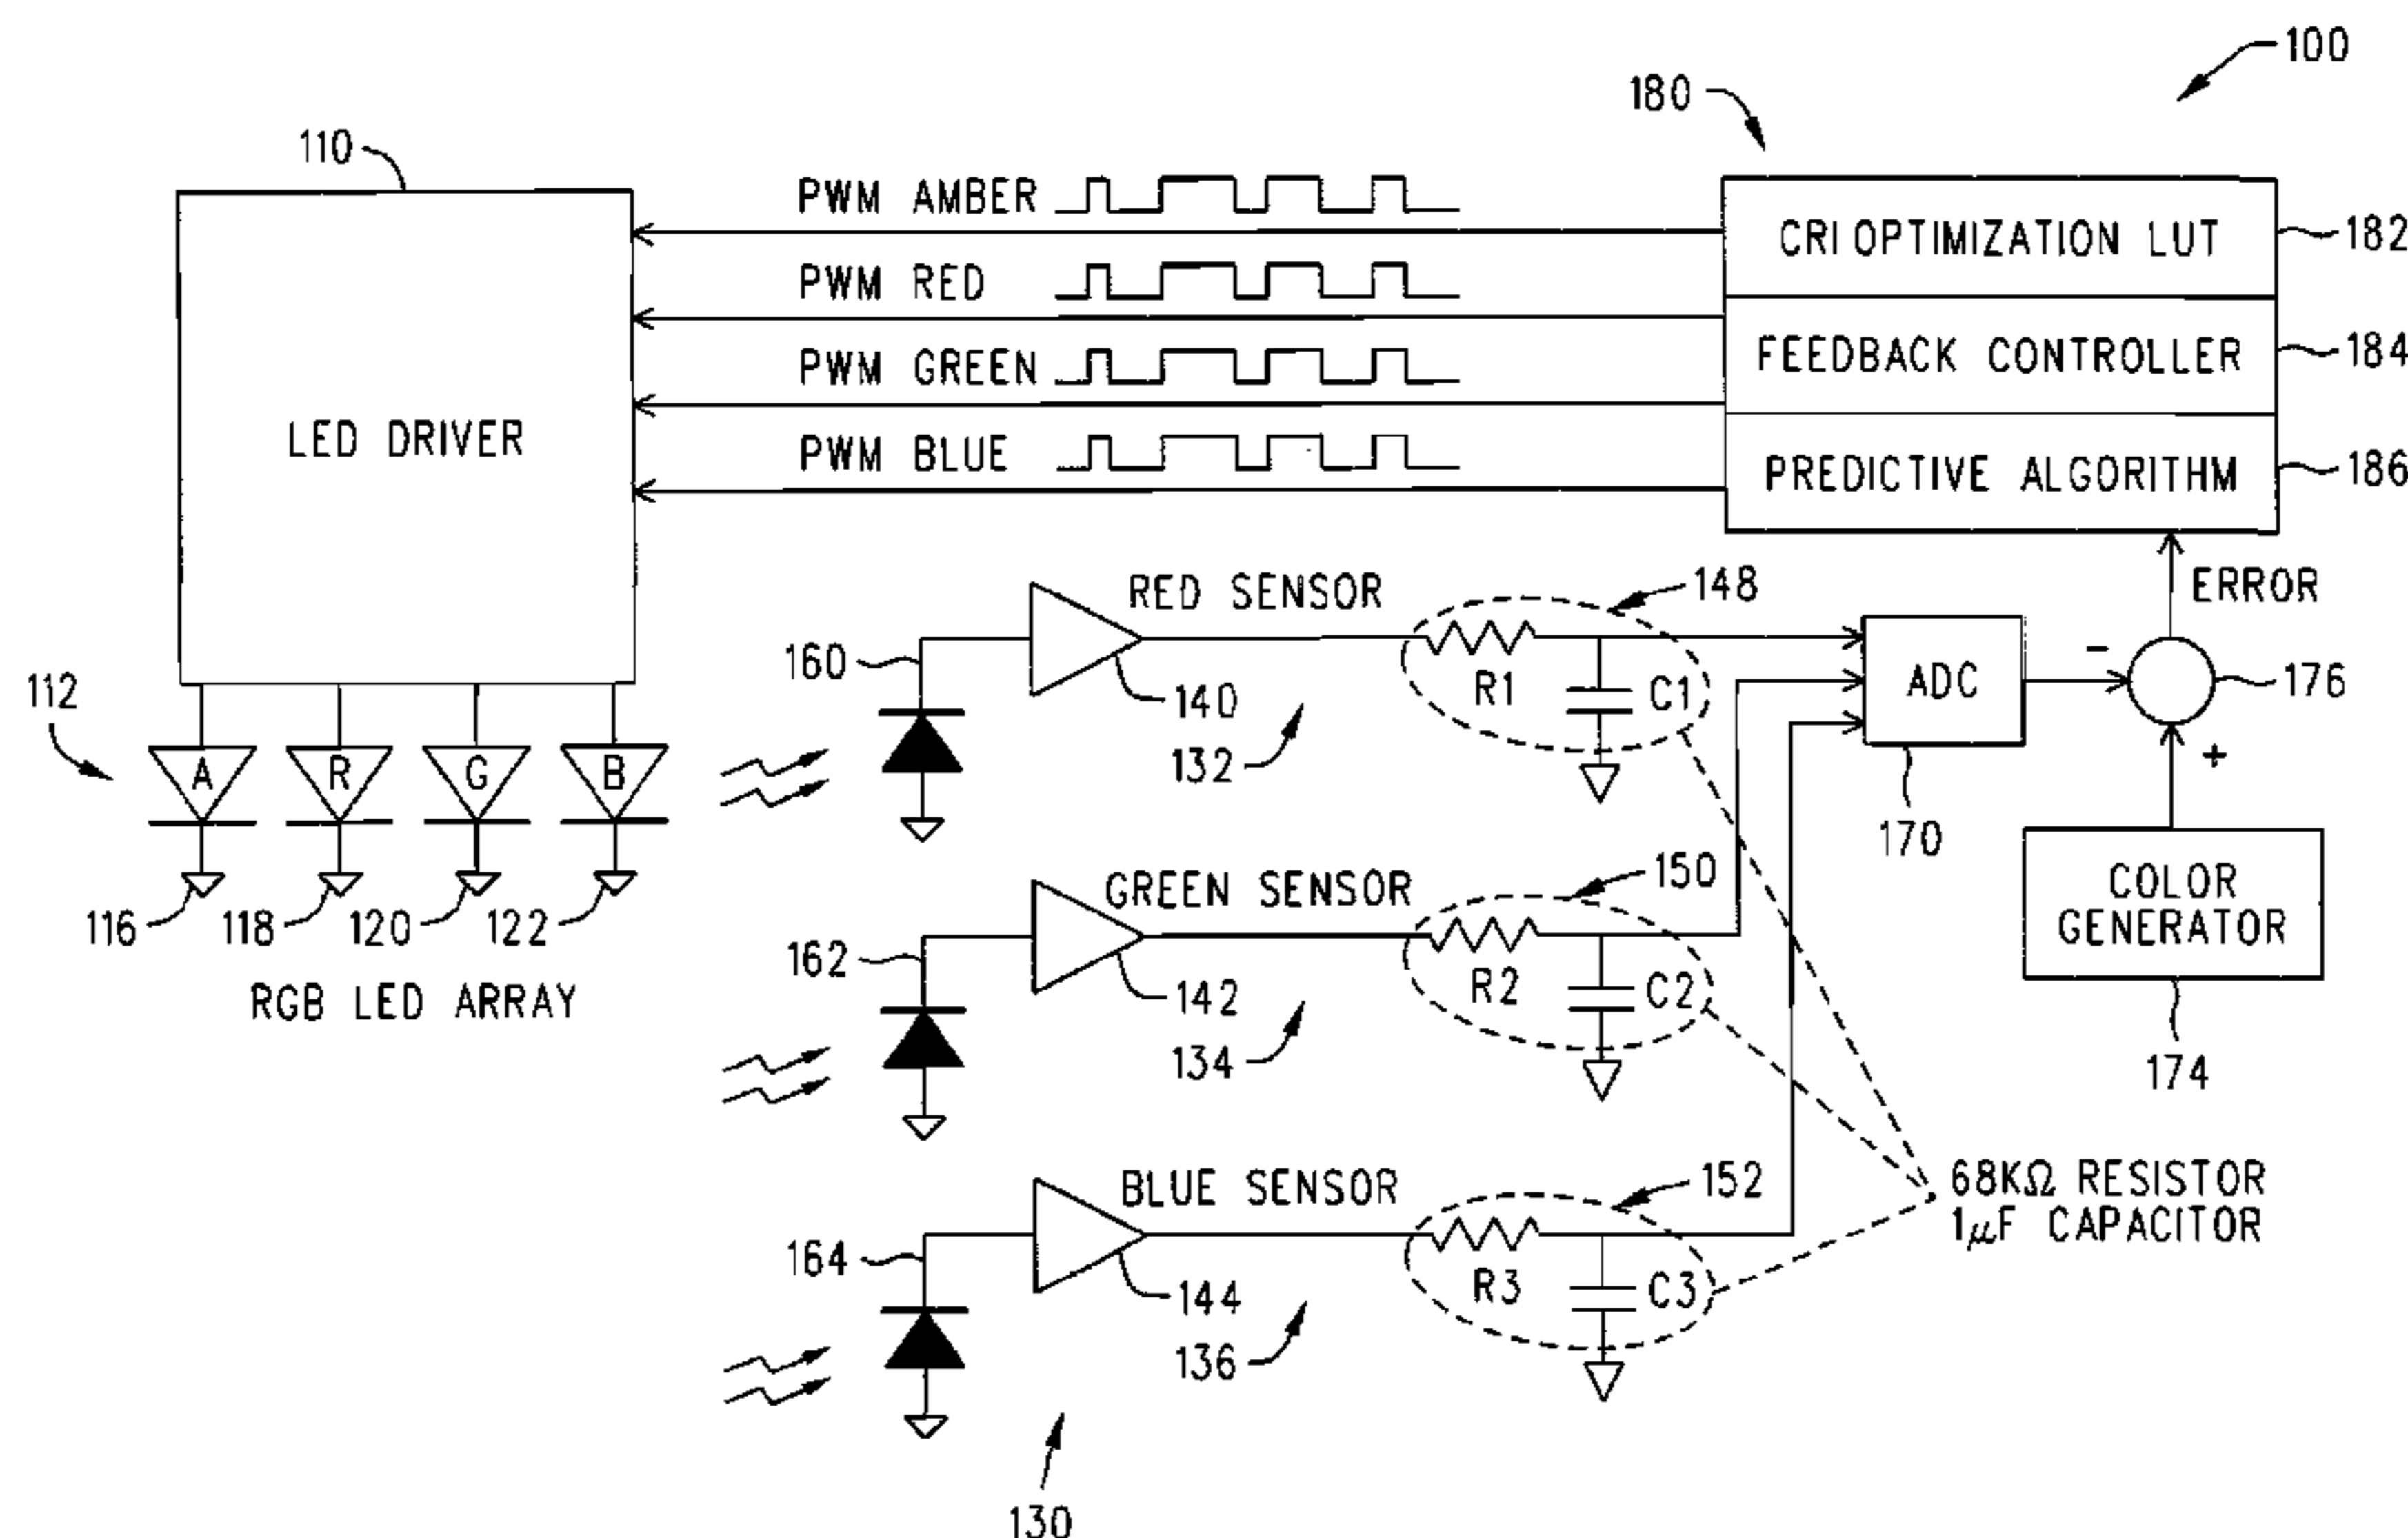 100
180
110
PWM AMBER
CRI OPTIMIZATION LUT
182
PWM RED
PWM GREEN
FEEDBACK CONTROLLER
184
LED DRIVER
PWM BLUE
PREDICTIVE ALGORITHM
186
RED SENSOR
148
ERROR
160
140
R1
C1
ADC
-
176
112
132
+
A
R
G
B
170
COLOR
GENERATOR
174
116
118
120
122
RGB LED ARRAY
GREEN SENSOR
150
162
142
R2
C2
134
BLUE SENSOR
152
68KΩ RESISTOR
1μF CAPACITOR
164
144
R3
C3
136
130